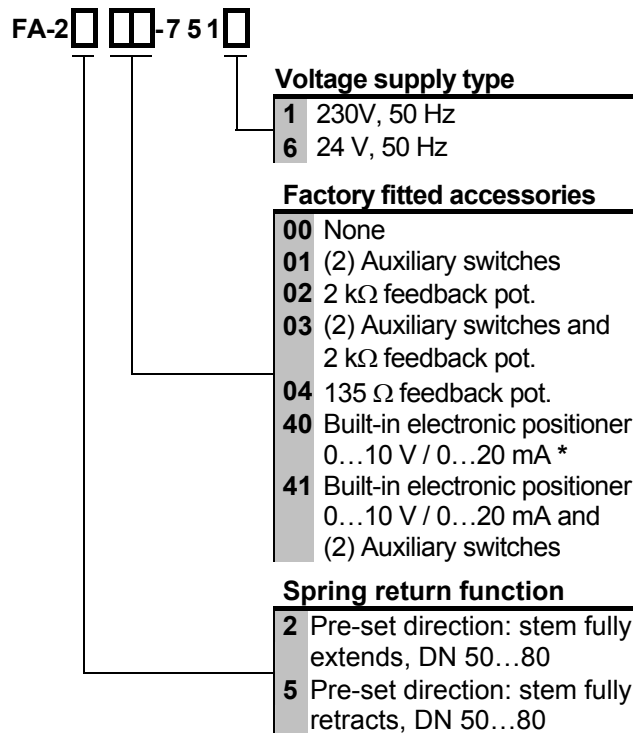 FA-2□ □□-7 5 1□
Voltage supply type
1 230V, 50 Hz
6 24 V, 50 Hz
Factory fitted accessories
00 None
01 (2) Auxiliary switches
02 2 kΩ feedback pot.
03 (2) Auxiliary switches and
2 kΩ feedback pot.
04 135 Ω feedback pot.
40 Built-in electronic positioner
0…10 V / 0…20 mA *
41 Built-in electronic positioner
0…10 V / 0…20 mA and
(2) Auxiliary switches
Spring return function
2 Pre-set direction: stem fully
extends, DN 50…80
5 Pre-set direction: stem fully
retracts, DN 50…80